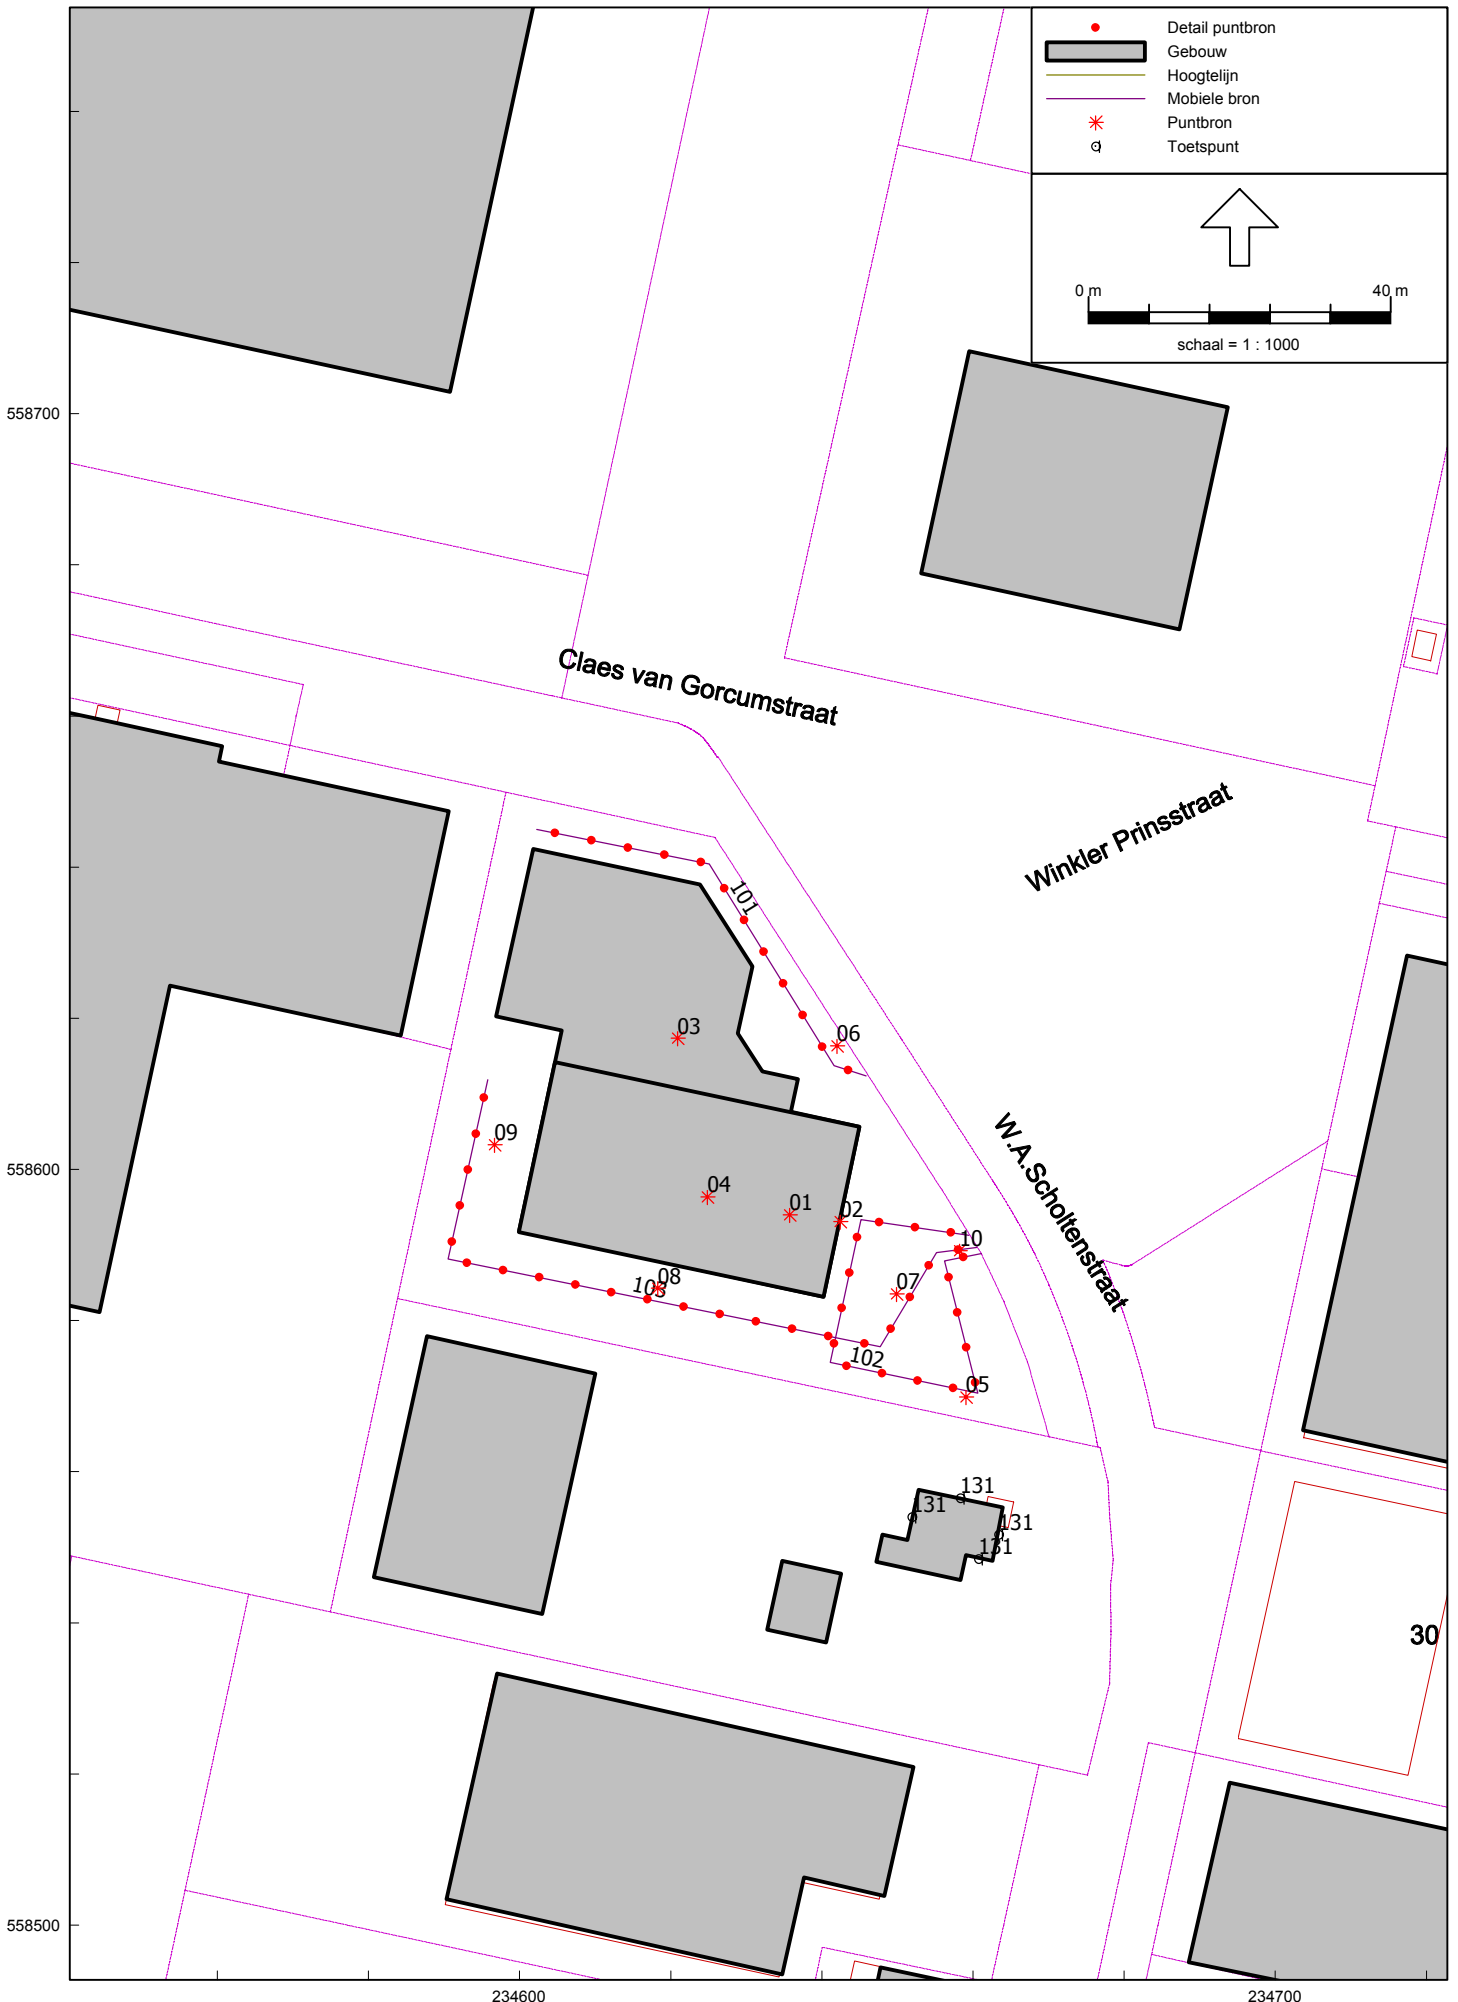 Detail puntbron
Gebouw
Hoogtelijn
Mobiele bron
Puntbron
Toetspunt
0 m 40 m
schaal = 1 : 1000
558700
Claes van Gorcumstraat
Winkler Prinsstraat
101
03
06
W.A.Scholtenstraat
09
558600
04
01
02
10
07
08
103
102
05
131
131
131
131
30
558500
234600
234700